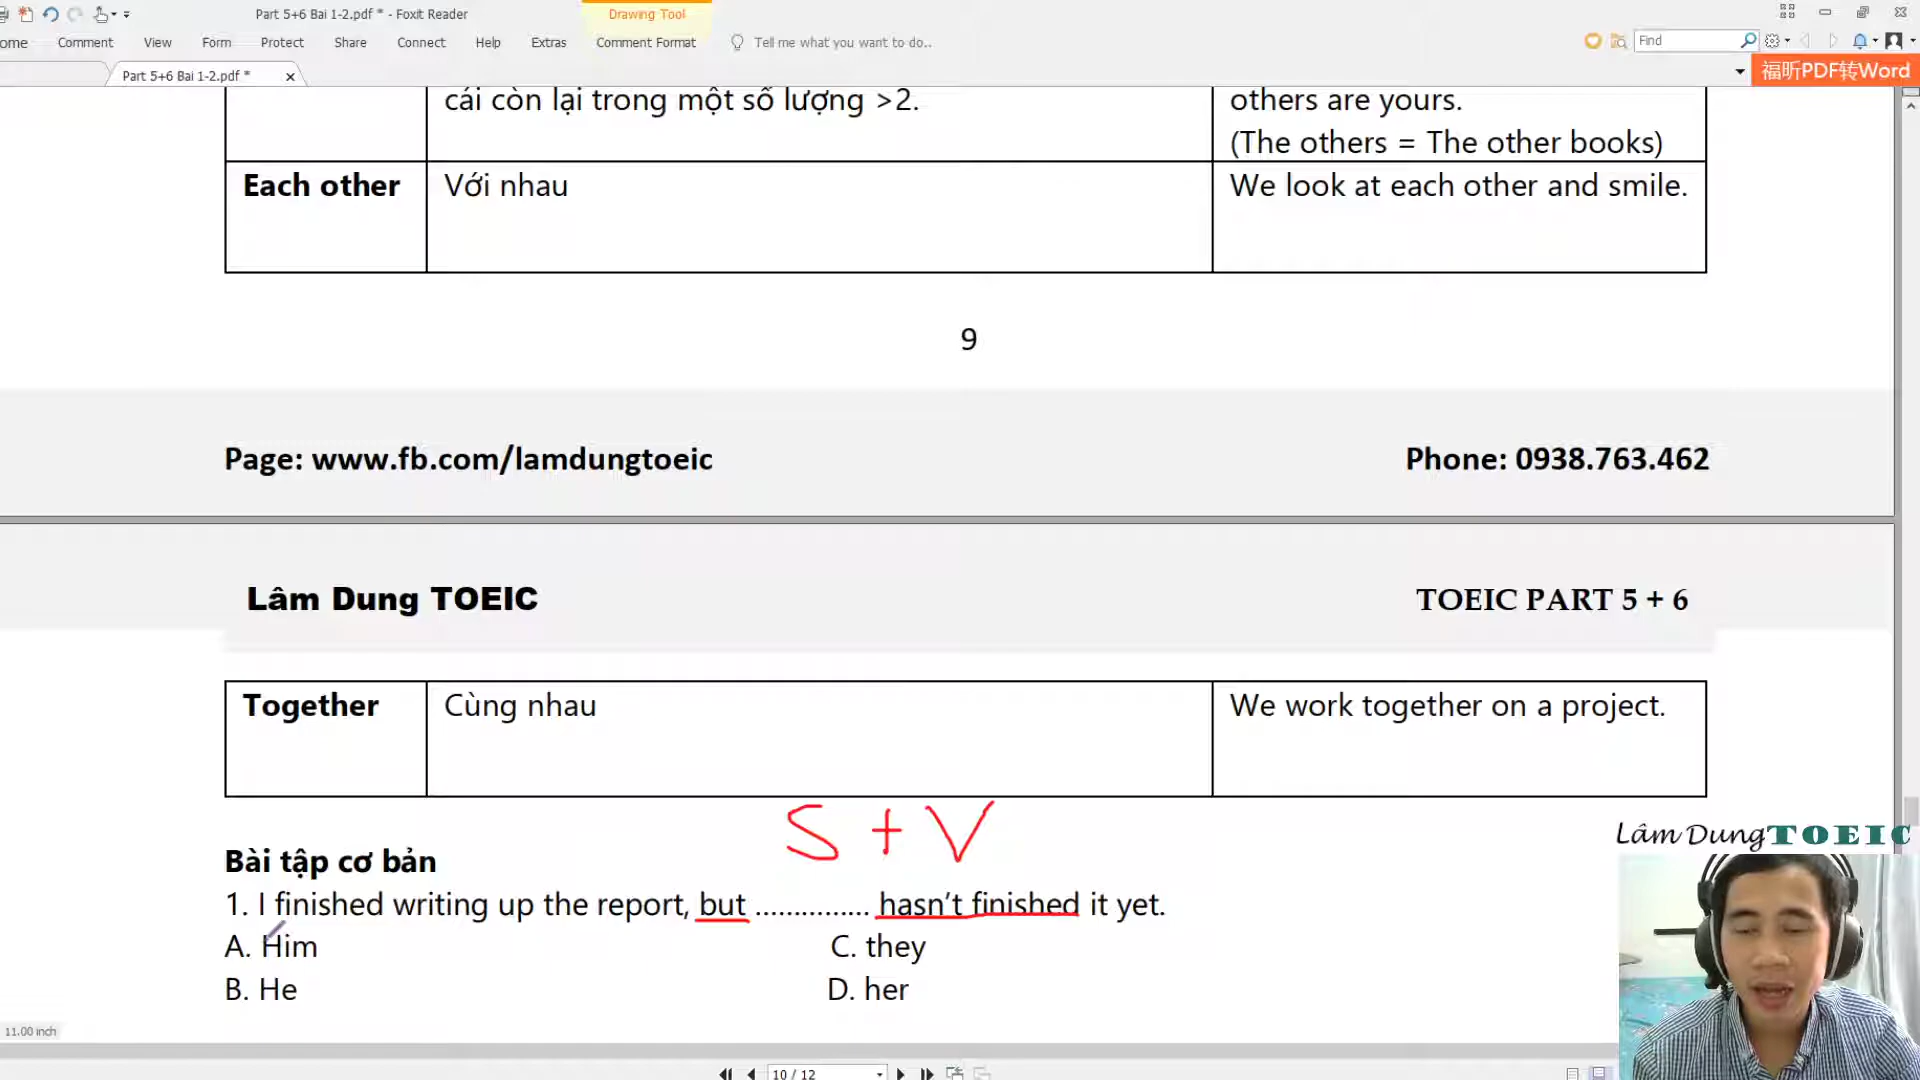 Part 5+6 Bai 1-2.pdf * - Foxit Reader
Drawing Tool
ome Comment View Form Protect Share Connect Help Extras Comment Format Tell me what you want to do.. Find
Part 5+6 Bai 1-2.pdf *
福昕PDF转Word
cái còn lại trong một số lượng >2.
others are yours.
(The others = The other books)
Each other Với nhau We look at each other and smile.
9
Page: www.fb.com/lamdungtoeic Phone: 0938.763.462
Lâm Dung TOEIC TOEIC PART 5 + 6
Together Cùng nhau We work together on a project.
S + V
Lâm Dung TOEIC
Bài tập cơ bản
1. I finished writing up the report, but ............... hasn't finished it yet.
A. Him C. they
B. He D. her
11.00 inch
10 / 12